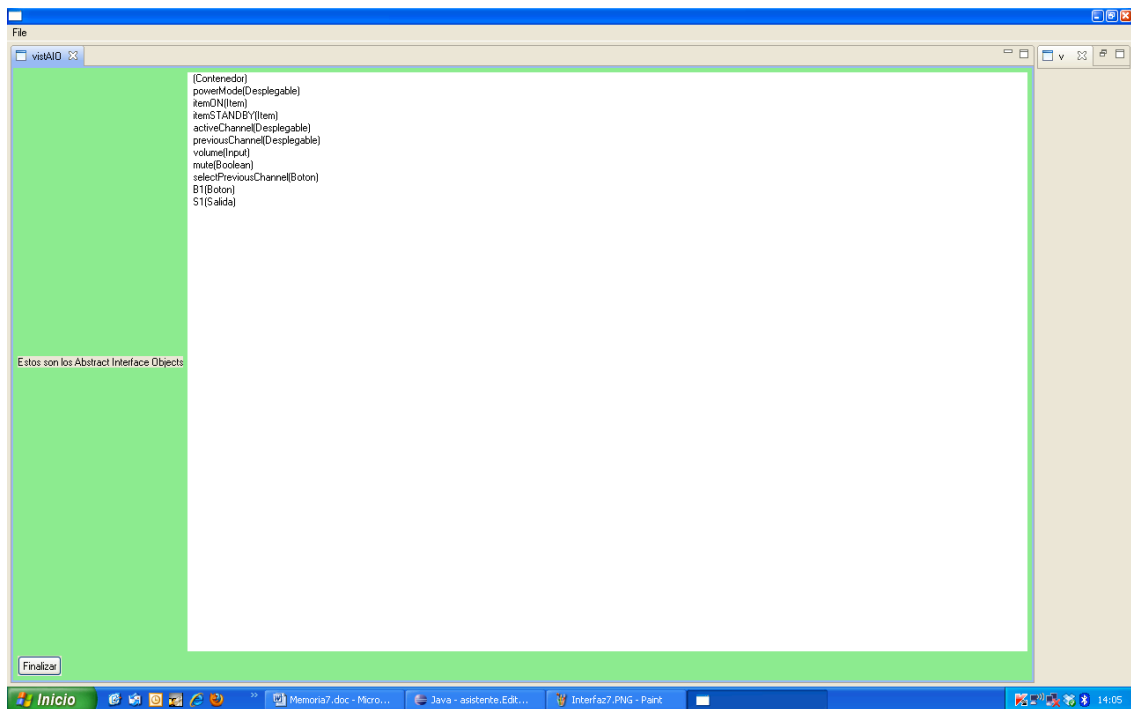 File
vistAIO
v
(Contenedor)
powerMode(Desplegable)
itemON(Item)
itemSTANDBY(Item)
activeChannel(Desplegable)
previousChannel(Desplegable)
volume(Input)
mute(Boolean)
selectPreviousChannel(Boton)
B1(Boton)
S1(Salida)
Estos son los Abstract Interface Objects
Finalizar
Inicio
Memoria7.doc - Micro...
Java - asistente.Edit...
Interfaz7.PNG - Paint
14:05